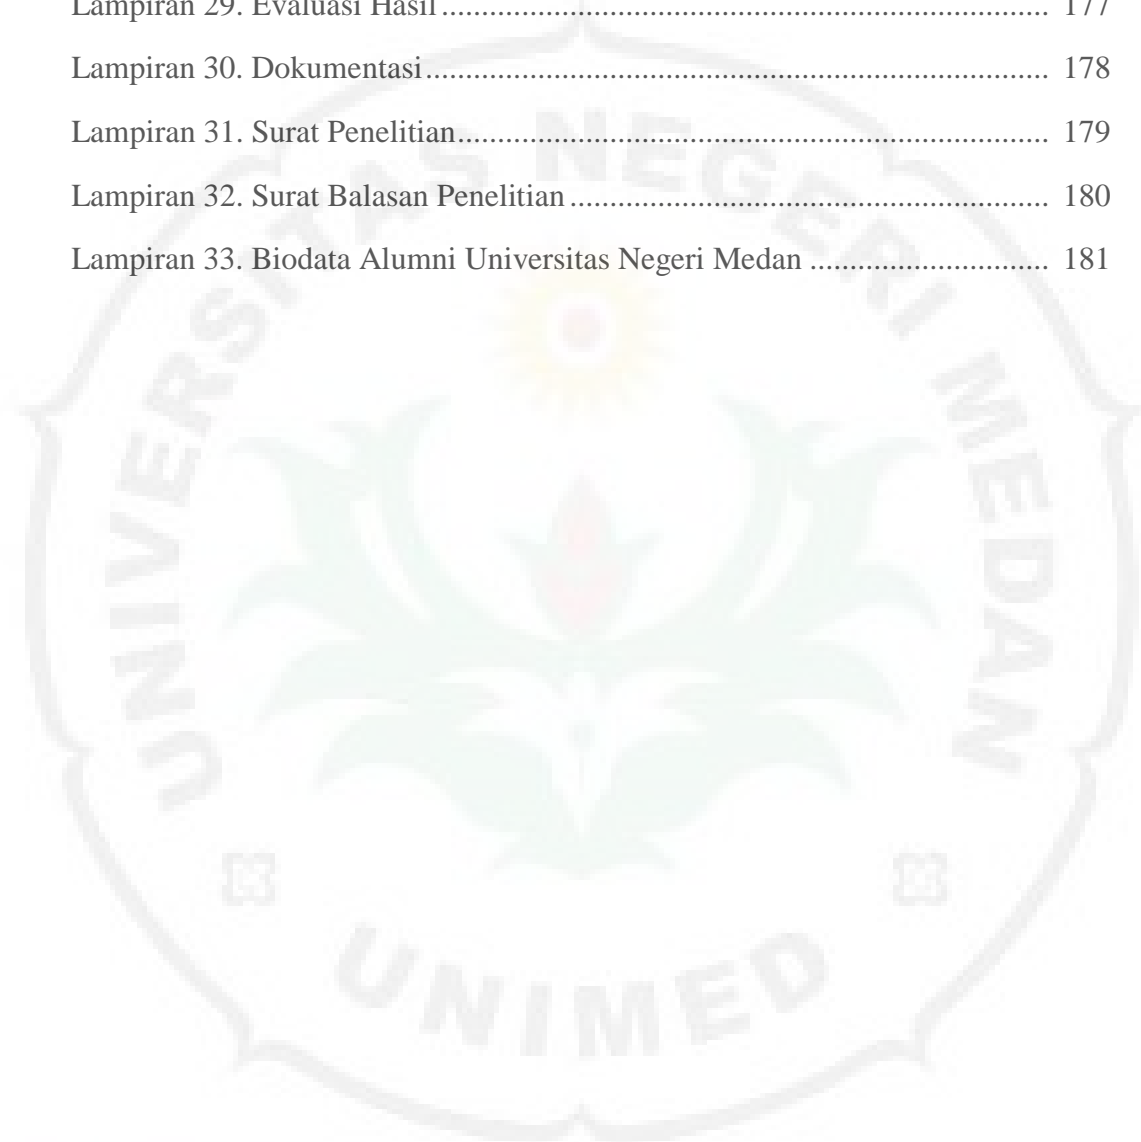 Lampiran 29. Evaluasi Hasil............................................................................ 177
Lampiran 30. Dokumentasi.............................................................................. 178
Lampiran 31. Surat Penelitian.......................................................................... 179
Lampiran 32. Surat Balasan Penelitian............................................................ 180
Lampiran 33. Biodata Alumni Universitas Negeri Medan.............................. 181
UNIVERSITAS NEGERI MEDAN
UNIMED